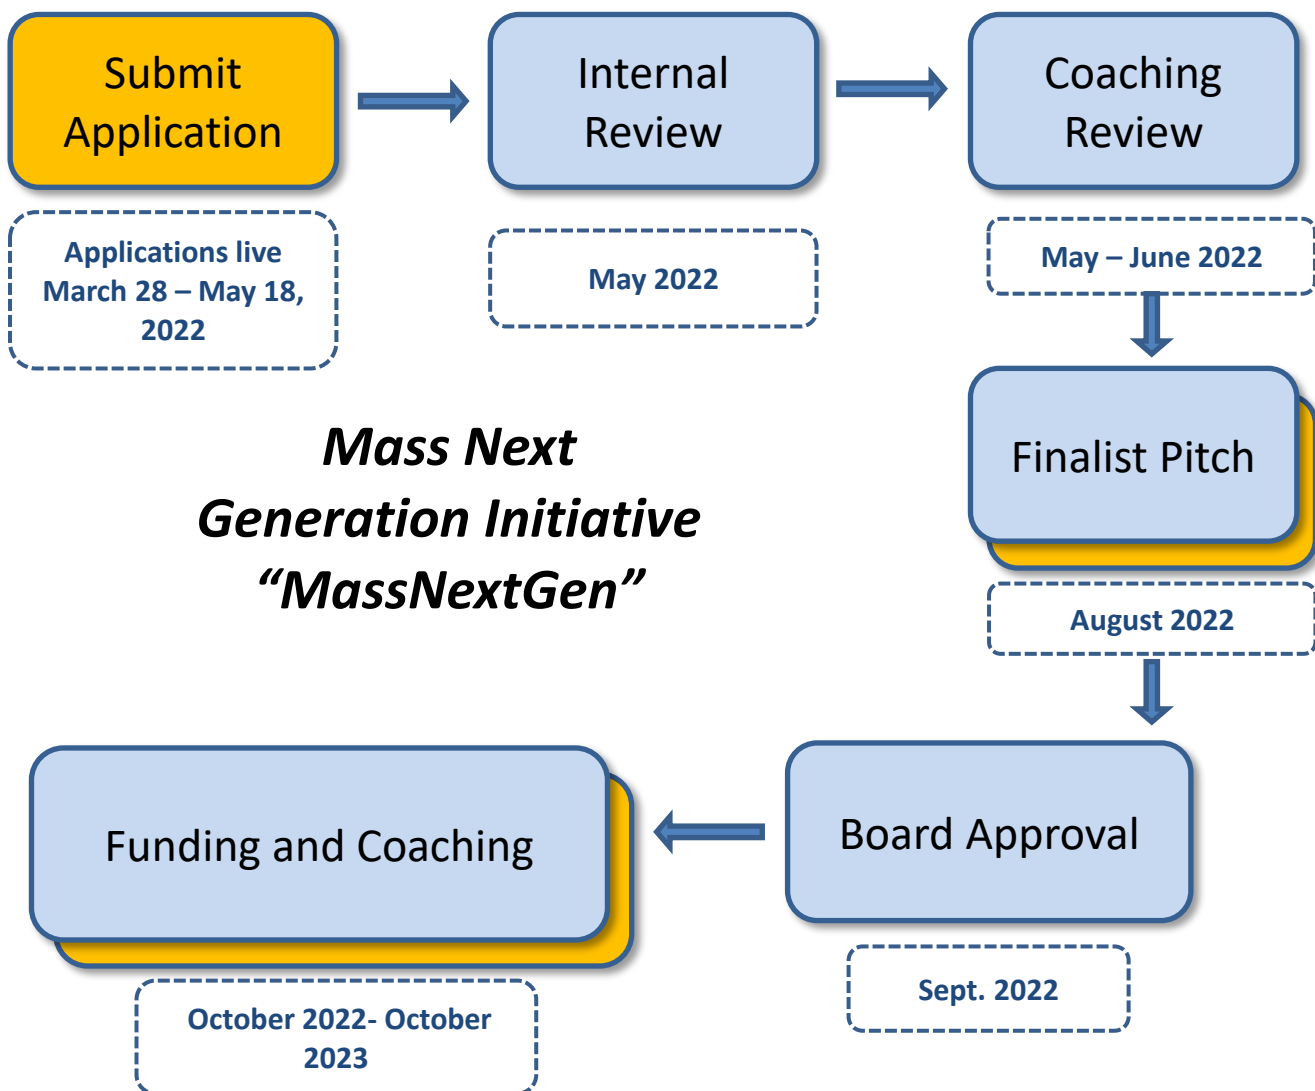 Submit
Application
Internal
Review
Coaching
Review
Applications live
March 28 – May 18,
2022
May 2022
May – June 2022
Mass Next
Generation Initiative
“MassNextGen”
Finalist Pitch
August 2022
Funding and Coaching
Board Approval
October 2022- October
2023
Sept. 2022